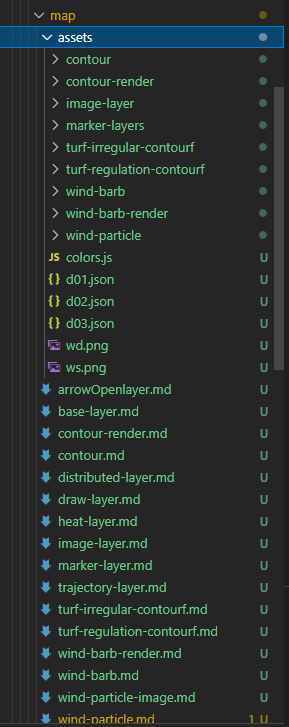 map
assets
contour
contour-render
image-layer
marker-layers
turf-irregular-contourf
turf-regulation-contourf
wind-barb
wind-barb-render
wind-particle
JS colors.js U
{} d01.json U
{} d02.json U
{} d03.json U
wd.png U
ws.png U
arrowOpenlayer.md U
base-layer.md U
contour-render.md U
contour.md U
distributed-layer.md U
draw-layer.md U
heat-layer.md U
image-layer.md U
marker-layer.md U
trajectory-layer.md U
turf-irregular-contourf.md U
turf-regulation-contourf.md U
wind-barb-render.md U
wind-barb.md U
wind-particle-image.md U
wind-particle.md 1, U